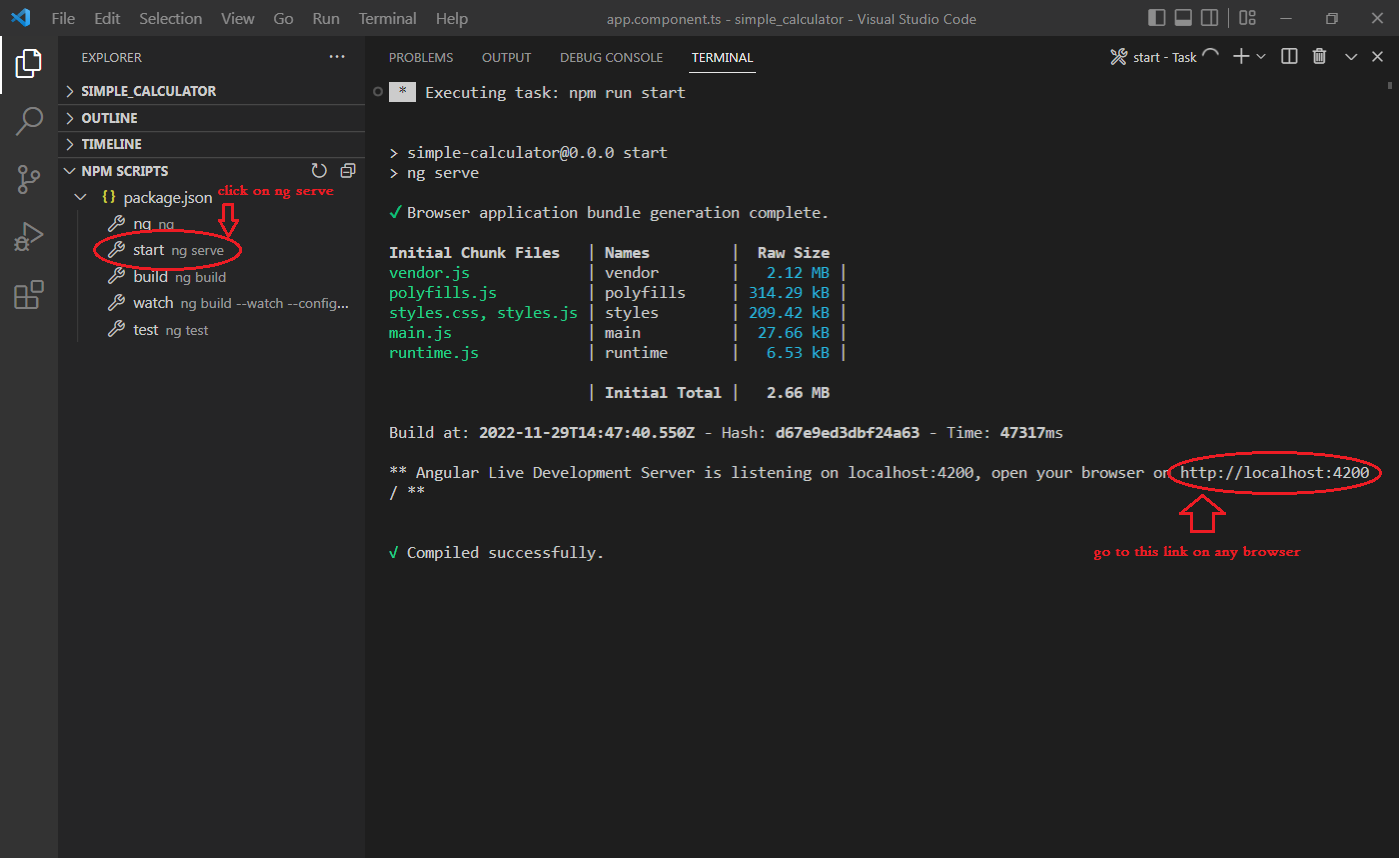 File Edit Selection View Go Run Terminal Help app.component.ts - simple_calculator - Visual Studio Code
EXPLORER
SIMPLE_CALCULATOR
OUTLINE
TIMELINE
NPM SCRIPTS
{} package.json
click on ng serve
ng ng
start ng serve
build ng build
watch ng build --watch --config...
test ng test
PROBLEMS OUTPUT DEBUG CONSOLE TERMINAL start - Task
* Executing task: npm run start
> simple-calculator@0.0.0 start
> ng serve
✓ Browser application bundle generation complete.
Initial Chunk Files | Names | Raw Size
vendor.js | vendor | 2.12 MB |
polyfills.js | polyfills | 314.29 kB |
styles.css, styles.js | styles | 209.42 kB |
main.js | main | 27.66 kB |
runtime.js | runtime | 6.53 kB |
| Initial Total | 2.66 MB
Build at: 2022-11-29T14:47:40.550Z - Hash: d67e9ed3dbf24a63 - Time: 47317ms
** Angular Live Development Server is listening on localhost:4200, open your browser on http://localhost:4200
/ **
go to this link on any browser
√ Compiled successfully.